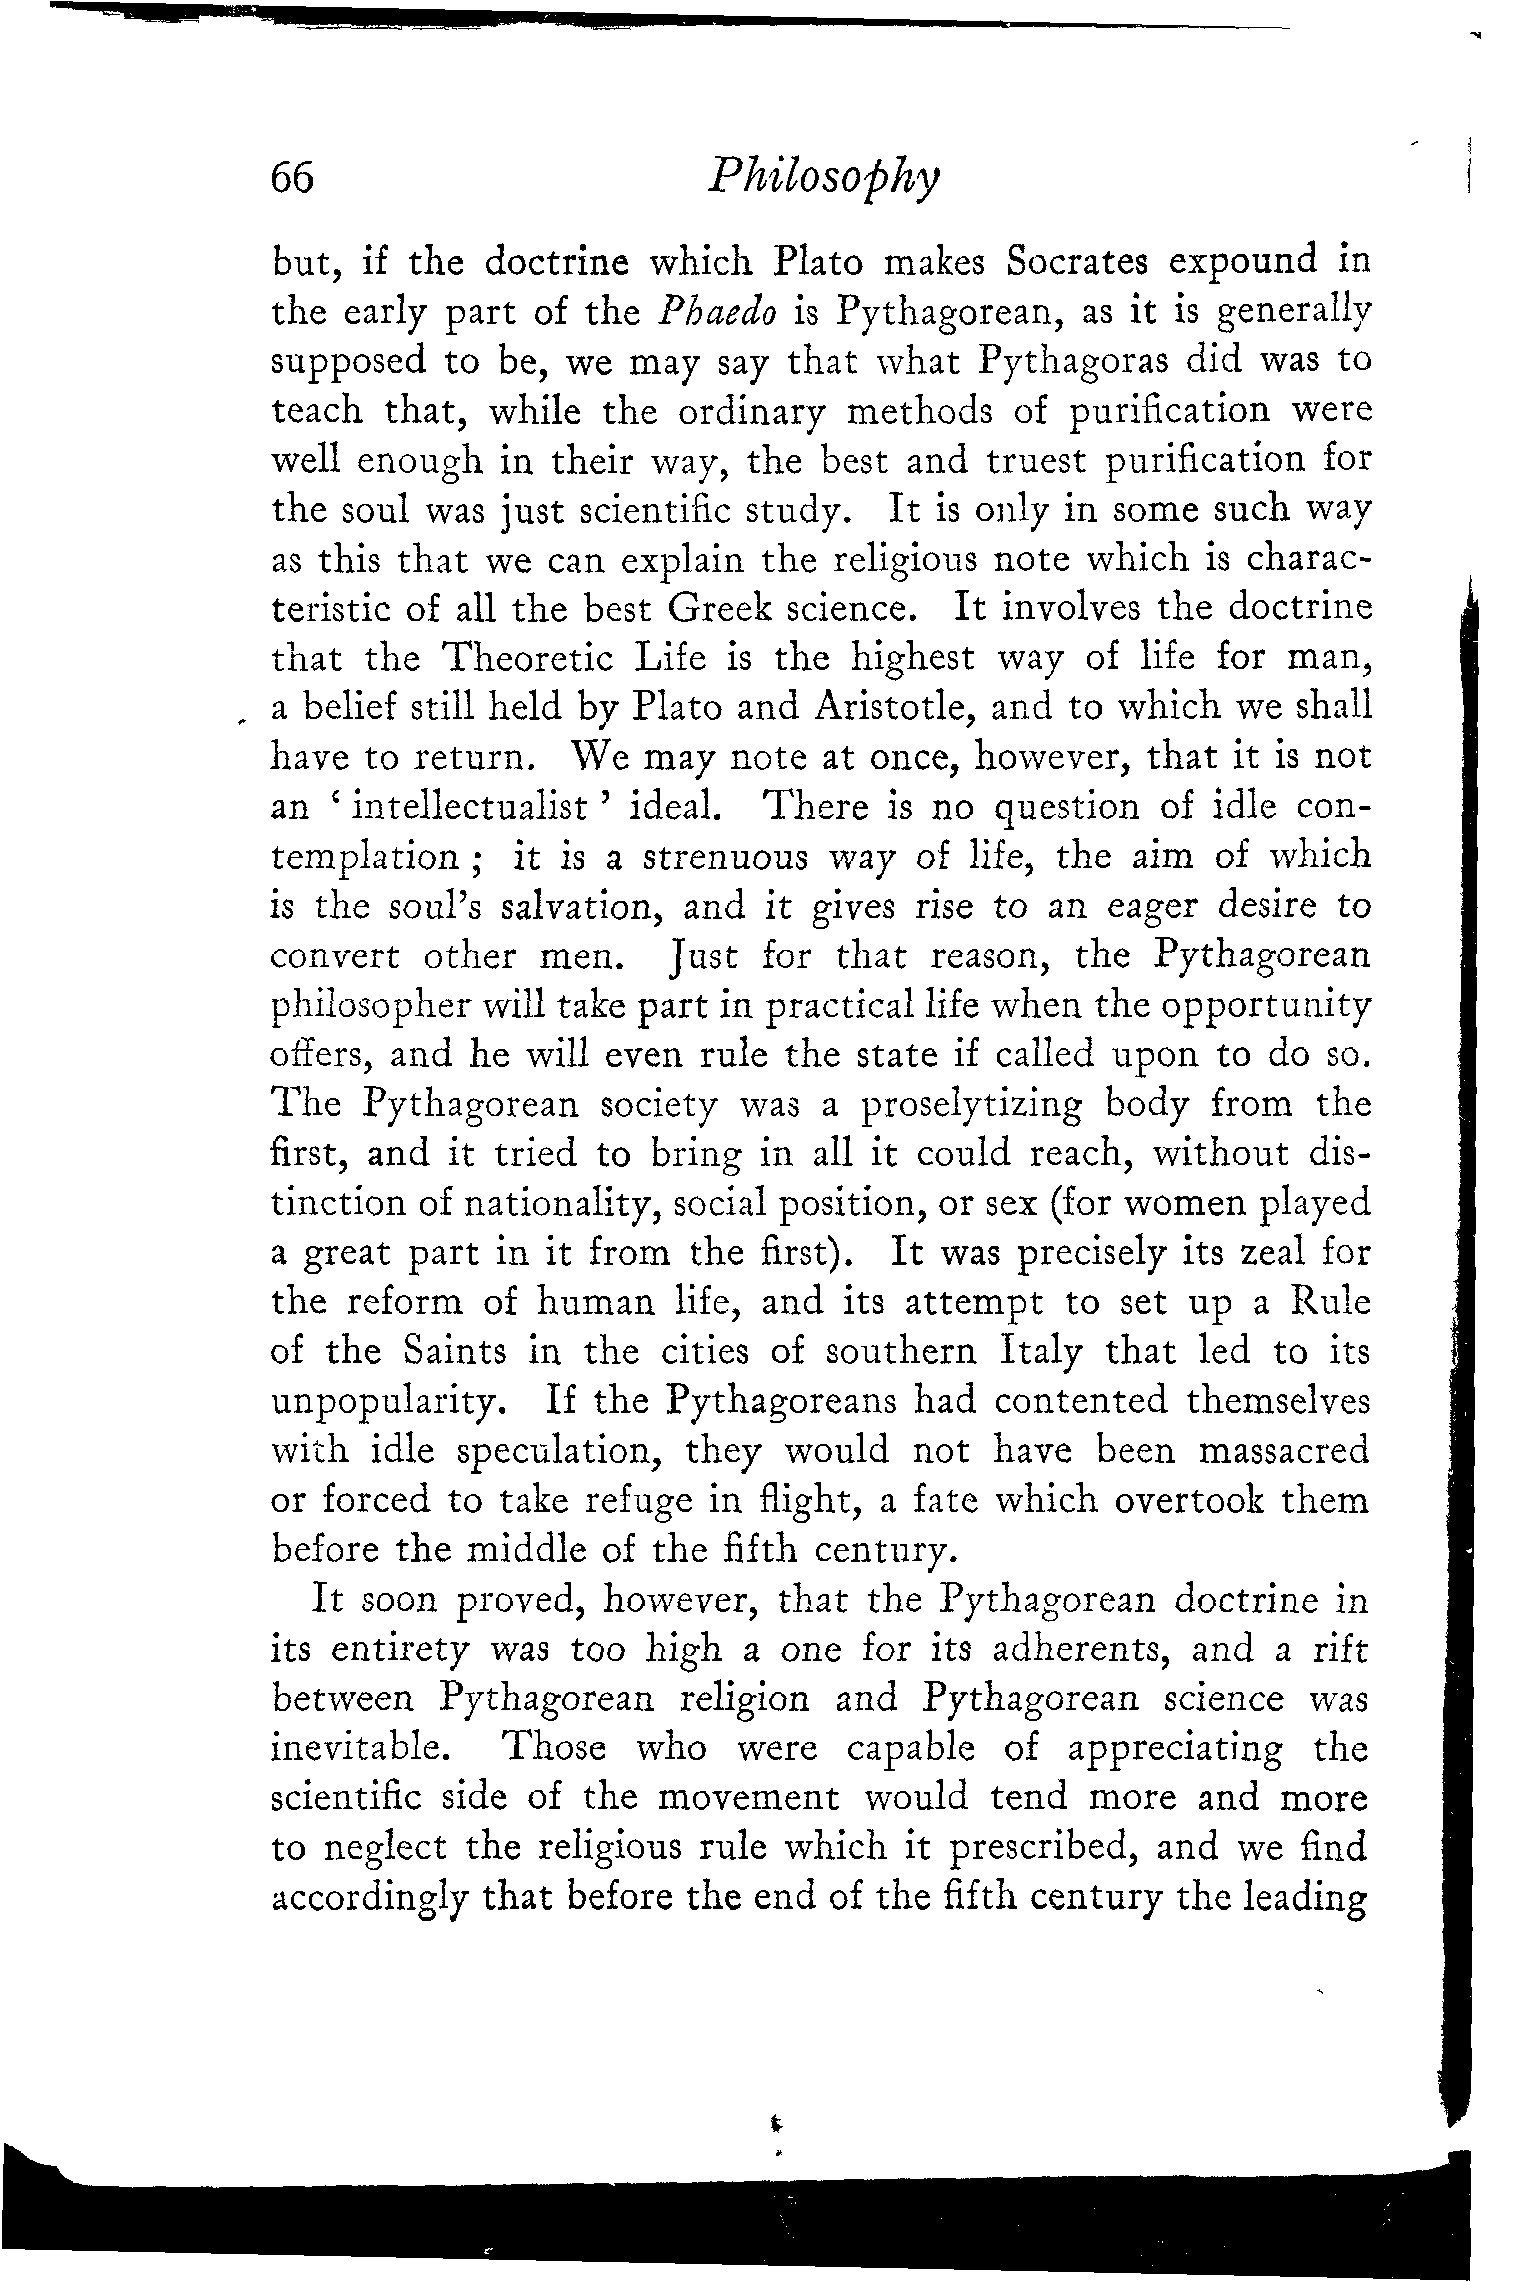 66 Philosophy
but, if the doctrine which Plato makes Socrates expound in
the early part of the Phaedo is Pythagorean, as it is generally
supposed to be, we may say that what Pythagoras did was to
teach that, while the ordinary methods of purification were
well enough in their way, the best and truest purification for
the soul was just scientific study. It is only in some such way
as this that we can explain the religious note which is charac-
teristic of all the best Greek science. It involves the doctrine
that the Theoretic Life is the highest way of life for man,
a belief still held by Plato and Aristotle, and to which we shall
have to return. We may note at once, however, that it is not
an ‘ intellectualist ’ ideal. There is no question of idle con-
templation ; it is a strenuous way of life, the aim of which
is the soul’s salvation, and it gives rise to an eager desire to
convert other men. Just for that reason, the Pythagorean
philosopher will take part in practical life when the opportunity
offers, and he will even rule the state if called upon to do so.
The Pythagorean society was a proselytizing body from the
first, and it tried to bring in all it could reach, without dis-
tinction of nationality, social position, or sex (for women played
a great part in it from the first). It was precisely its zeal for
the reform of human life, and its attempt to set up a Rule
of the Saints in the cities of southern Italy that led to its
unpopularity. If the Pythagoreans had contented themselves
with idle speculation, they would not have been massacred
or forced to take refuge in flight, a fate which overtook them
before the middle of the fifth century.
It soon proved, however, that the Pythagorean doctrine in
its entirety was too high a one for its adherents, and a rift
between Pythagorean religion and Pythagorean science was
inevitable. Those who were capable of appreciating the
scientific side of the movement would tend more and more
to neglect the religious rule which it prescribed, and we find
accordingly that before the end of the fifth century the leading